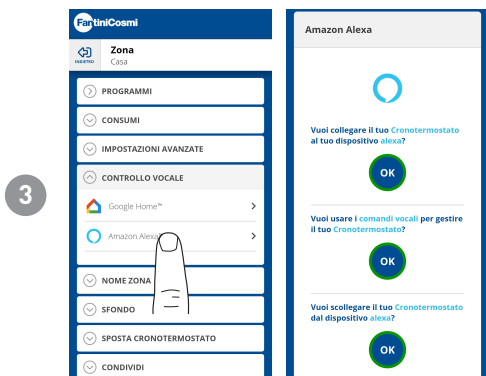 3
FantiniCosmi
INDIETRO
Zona
Casa
PROGRAMMI
CONSUMI
IMPOSTAZIONI AVANZATE
CONTROLLO VOCALE
Google Home™
Amazon Alexa
NOME ZONA
SFONDO
SPOSTA CRONOTERMOSTATO
CONDIVIDI
Amazon Alexa
Vuoi collegare il tuo Cronotermostato
al tuo dispositivo alexa?
OK
Vuoi usare i comandi vocali per gestire
il tuo Cronotermostato?
OK
Vuoi scollegare il tuo Cronotermostato
dal dispositivo alexa?
OK